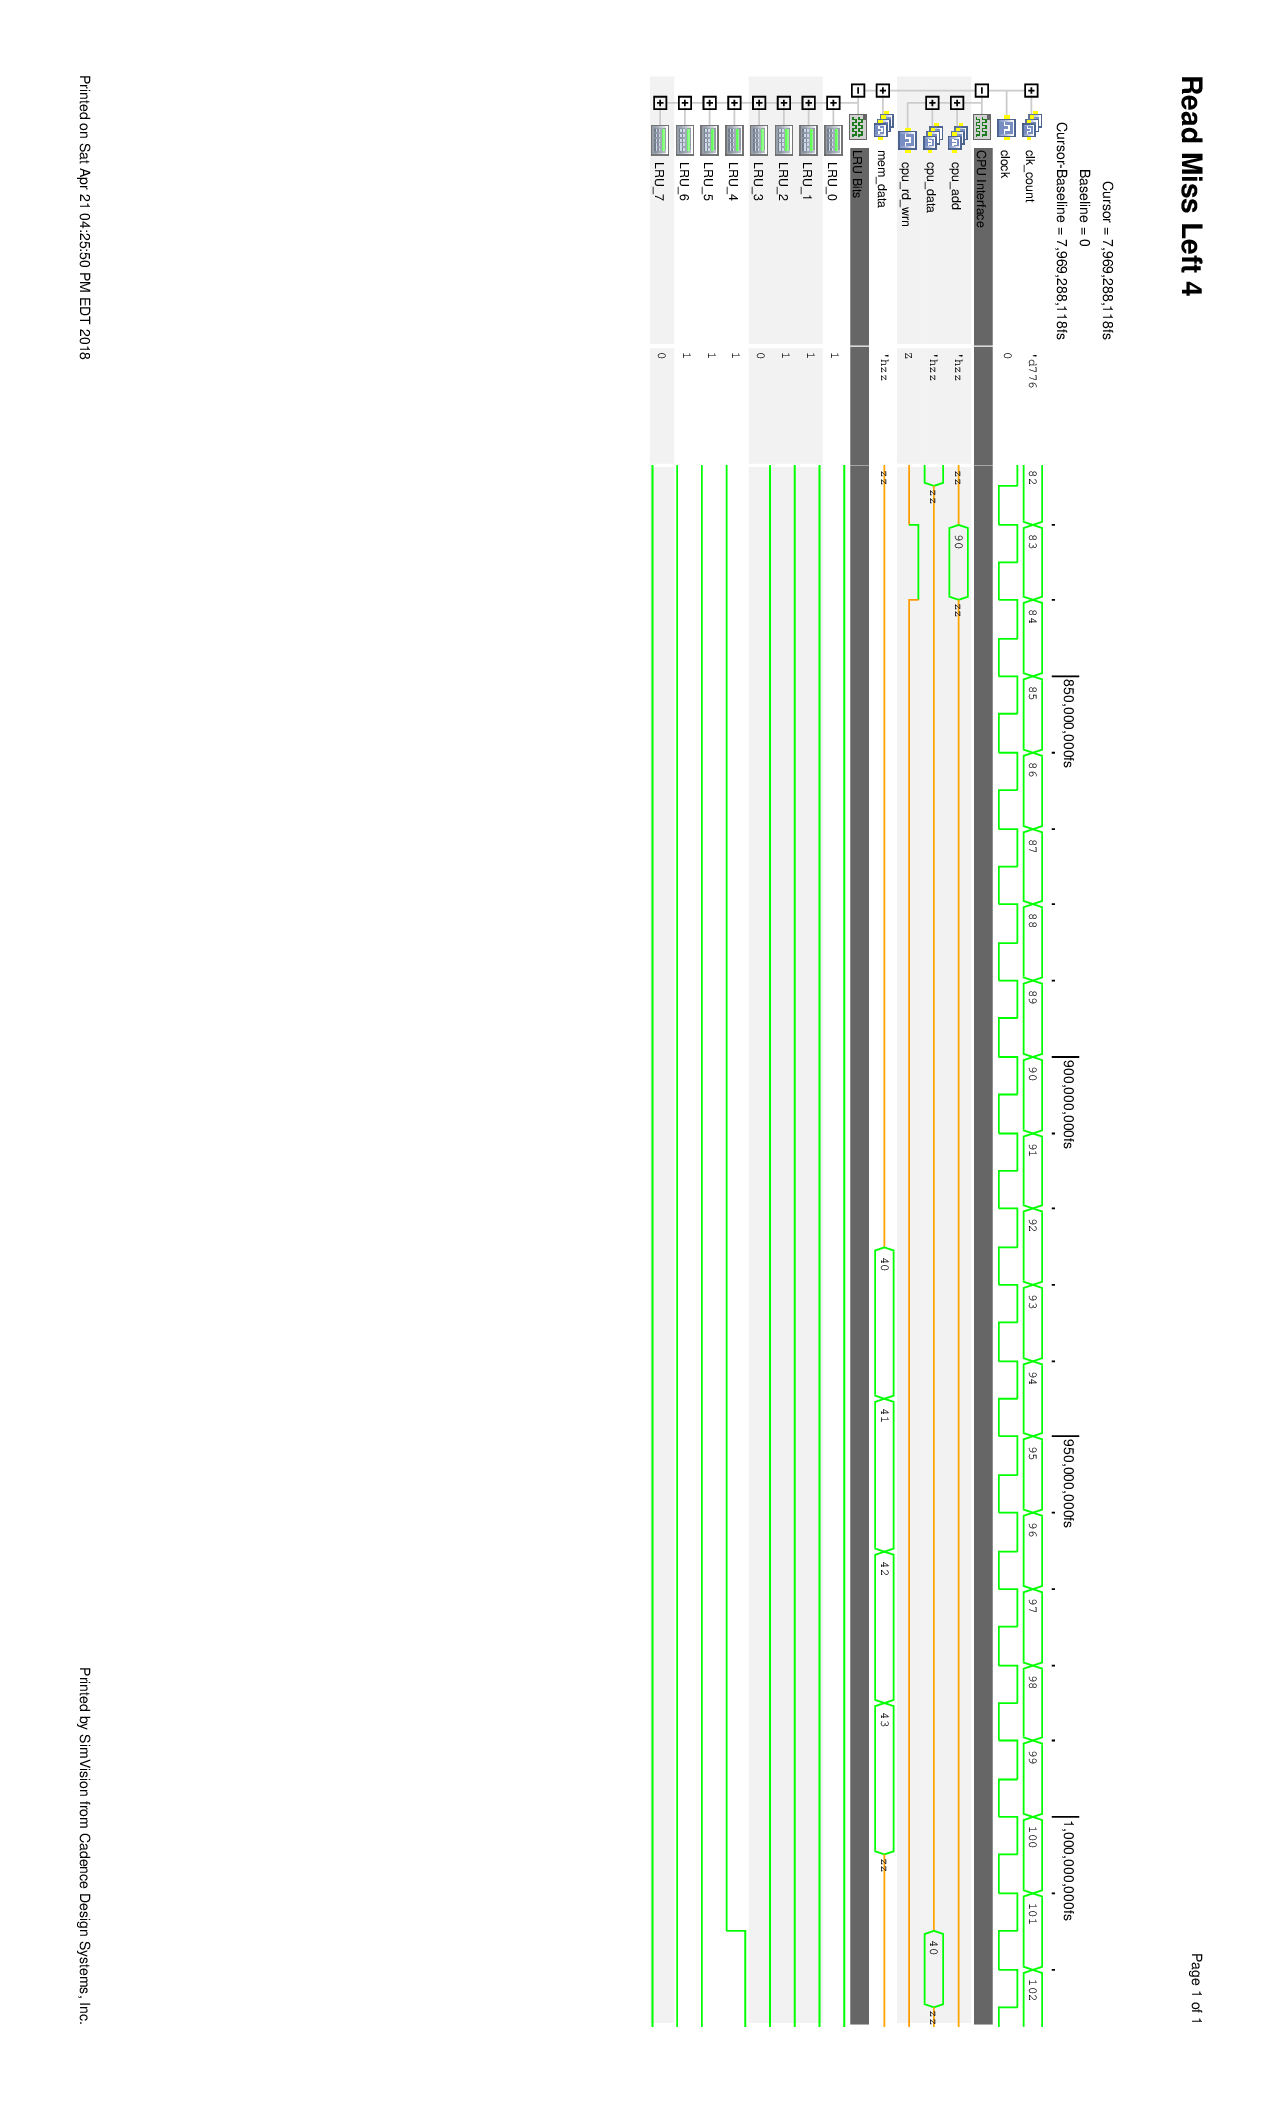 Read Miss Left 4
Page 1 of 1
Cursor = 7,969,288,118fs
Baseline = 0
Cursor-Baseline = 7,969,288,118fs
850,000,000fs 900,000,000fs 950,000,000fs 1,000,000,000fs
clk_count 'd776 82 83 84 85 86 87 88 89 90 91 92 93 94 95 96 97 98 99 100 101 102
clock 0
CPU Interface
cpu_add 'hzz zz 90 zz
cpu_data 'hzz zz 40 zz
cpu_rd_wrn z
mem_data 'hzz zz 40 41 42 43 zz
LRU Bits
LRU_0 1
LRU_1 1
LRU_2 1
LRU_3 0
LRU_4 1
LRU_5 1
LRU_6 1
LRU_7 0
Printed on Sat Apr 21 04:25:50 PM EDT 2018
Printed by SimVision from Cadence Design Systems, Inc.